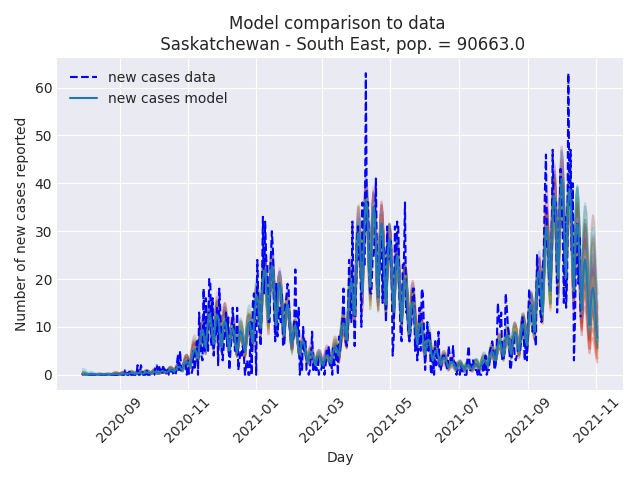 Model comparison to data
Saskatchewan - South East, pop. = 90663.0
new cases data
new cases model
Number of new cases reported
60
50
40
30
20
10
0
2020-09
2020-11
2021-01
2021-03
2021-05
2021-07
2021-09
2021-11
Day